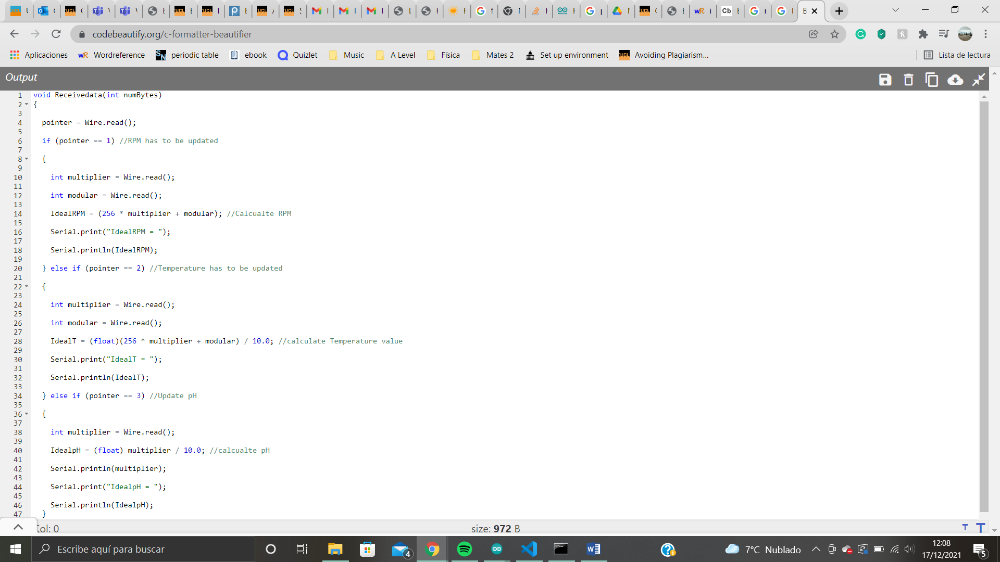 codebeautify.org/c-formatter-beautifier
Aplicaciones
Wordreference
periodic table
ebook
Quizlet
Music
A Level
Física
Mates 2
Set up environment
Avoiding Plagiarism...
Lista de lectura
Output
1 void Receivedata(int numBytes)
2 {
3
4 pointer = Wire.read();
5
6 if (pointer == 1) //RPM has to be updated
7
8 {
9
10 int multiplier = Wire.read();
11
12 int modular = Wire.read();
13
14 IdealRPM = (256 * multiplier + modular); //Calcualte RPM
15
16 Serial.print("IdealRPM = ");
17
18 Serial.println(IdealRPM);
19
20 } else if (pointer == 2) //Temperature has to be updated
21
22 {
23
24 int multiplier = Wire.read();
25
26 int modular = Wire.read();
27
28 IdealT = (float)(256 * multiplier + modular) / 10.0; //calculate Temperature value
29
30 Serial.print("IdealT = ");
31
32 Serial.println(IdealT);
33
34 } else if (pointer == 3) //Update pH
35
36 {
37
38 int multiplier = Wire.read();
39
40 IdealpH = (float) multiplier / 10.0; //calcualte pH
41
42 Serial.println(multiplier);
43
44 Serial.print("IdealpH = ");
45
46 Serial.println(IdealpH);
47 }
Col: 0
size: 972 B
Escribe aquí para buscar
4
7°C Nublado
12:08
17/12/2021
5